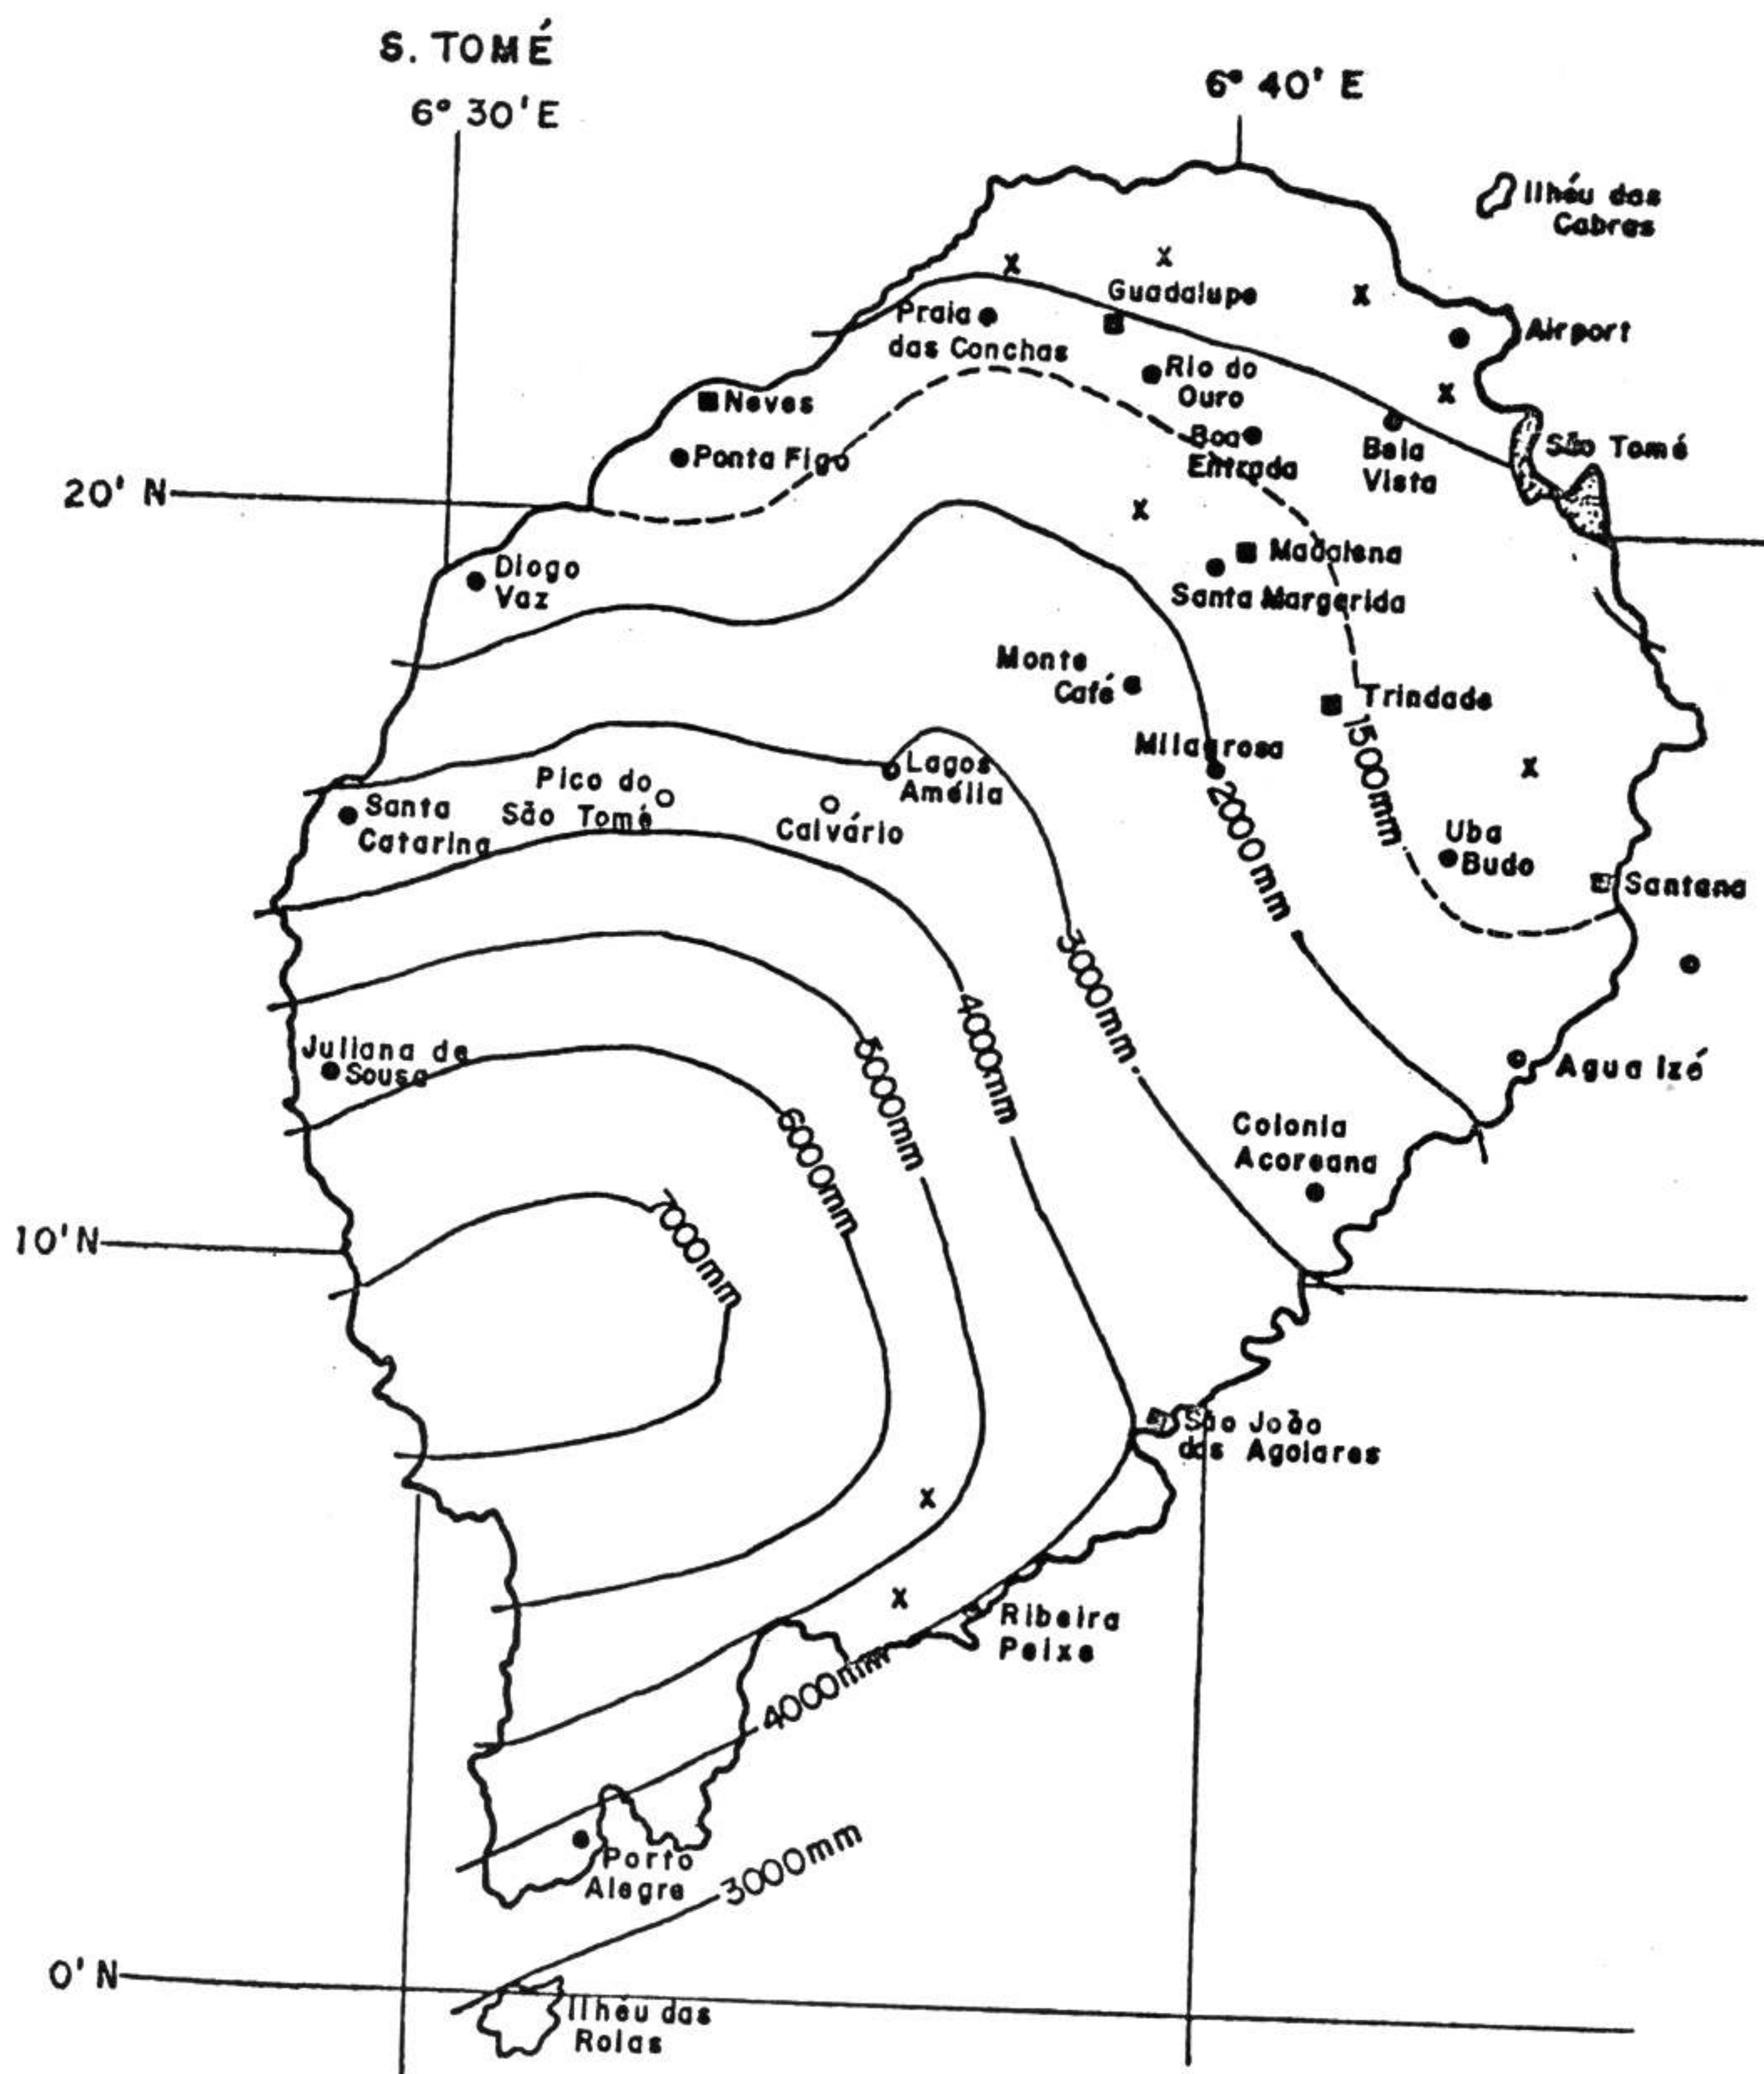 S. TOMÉ
6° 30' E
6° 40' E
Ilhéu das
Cabras
X
X
X
Guadalupe
Praia
das Conchas
Airport
Rio do
Ouro
X
Neves
Boa
Entrada
Bela
Vista
São Tomé
Ponta Figo
20' N
X
Madalena
Diogo
Vaz
Santa Margarida
Monte
Café
Trindade
1500mm
Milagrosa
X
Lagos
Amélia
Pico do
São Tomé
Calvário
Santa
Catarina
2000mm
Uba
Budo
Santana
3000mm
4000mm
5000mm
Juliana de
Sousa
Agua Izé
6000mm
Colonia
Acoreana
7000mm
10' N
São João
dos Agolares
X
X
Ribeira
Peixe
4000mm
Porto
Alegre
3000mm
0' N
Ilhéu das
Rolas